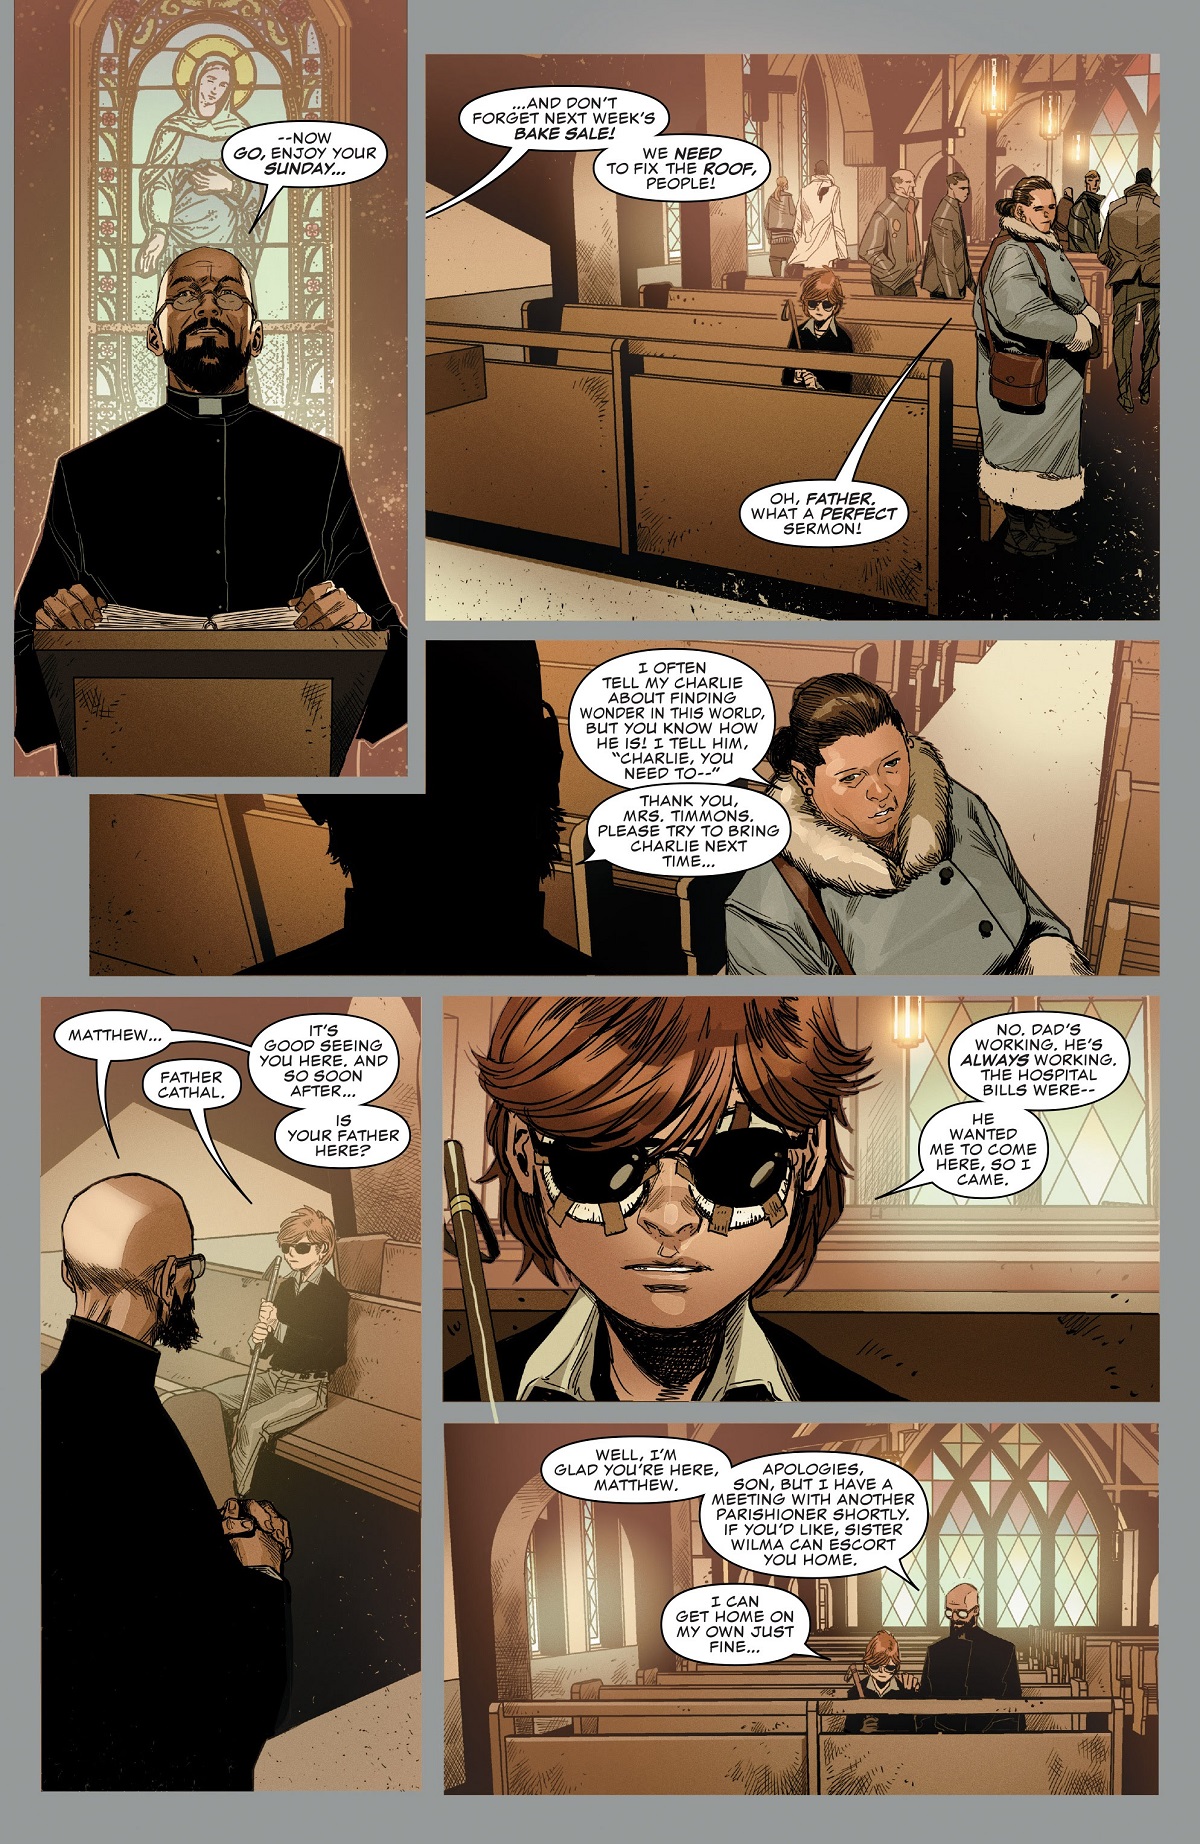 --NOW
GO, ENJOY YOUR
SUNDAY...
...AND DON'T
FORGET NEXT WEEK'S
BAKE SALE!
WE NEED
TO FIX THE ROOF,
PEOPLE!
OH, FATHER.
WHAT A PERFECT
SERMON!
I OFTEN
TELL MY CHARLIE
ABOUT FINDING
WONDER IN THIS WORLD,
BUT YOU KNOW HOW
HE IS! I TELL HIM,
"CHARLIE, YOU
NEED TO--"
THANK YOU,
MRS. TIMMONS.
PLEASE TRY TO BRING
CHARLIE NEXT
TIME...
MATTHEW...
FATHER
CATHAL.
IT'S
GOOD SEEING
YOU HERE. AND
SO SOON
AFTER...
IS
YOUR FATHER
HERE?
NO. DAD'S
WORKING. HE'S
ALWAYS WORKING.
THE HOSPITAL
BILLS WERE--
HE
WANTED
ME TO COME
HERE, SO I
CAME.
WELL, I'M
GLAD YOU'RE HERE,
MATTHEW.
APOLOGIES,
SON, BUT I HAVE A
MEETING WITH ANOTHER
PARISHIONER SHORTLY.
IF YOU'D LIKE, SISTER
WILMA CAN ESCORT
YOU HOME.
I CAN
GET HOME ON
MY OWN JUST
FINE...